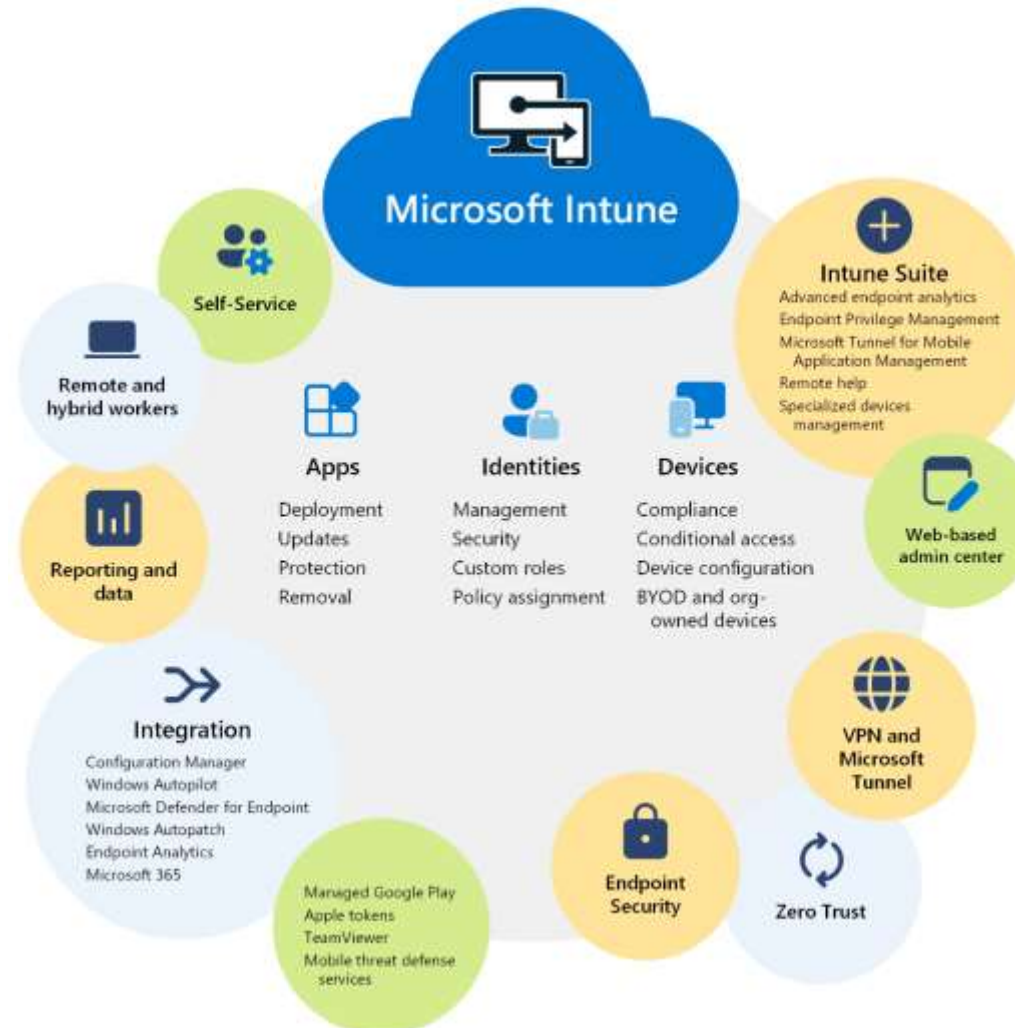 Microsoft Intune
Self-Service
Remote and
hybrid workers
Reporting and
data
Integration
Configuration Manager
Windows Autopilot
Microsoft Defender for Endpoint
Windows Autopatch
Endpoint Analytics
Microsoft 365
Managed Google Play
Apple tokens
TeamViewer
Mobile threat defense
services
Apps
Deployment
Updates
Protection
Removal
Identities
Management
Security
Custom roles
Policy assignment
Devices
Compliance
Conditional access
Device configuration
BYOD and org-
owned devices
Intune Suite
Advanced endpoint analytics
Endpoint Privilege Management
Microsoft Tunnel for Mobile
Application Management
Remote help
Specialized devices
management
Web-based
admin center
VPN and
Microsoft
Tunnel
Endpoint
Security
Zero Trust